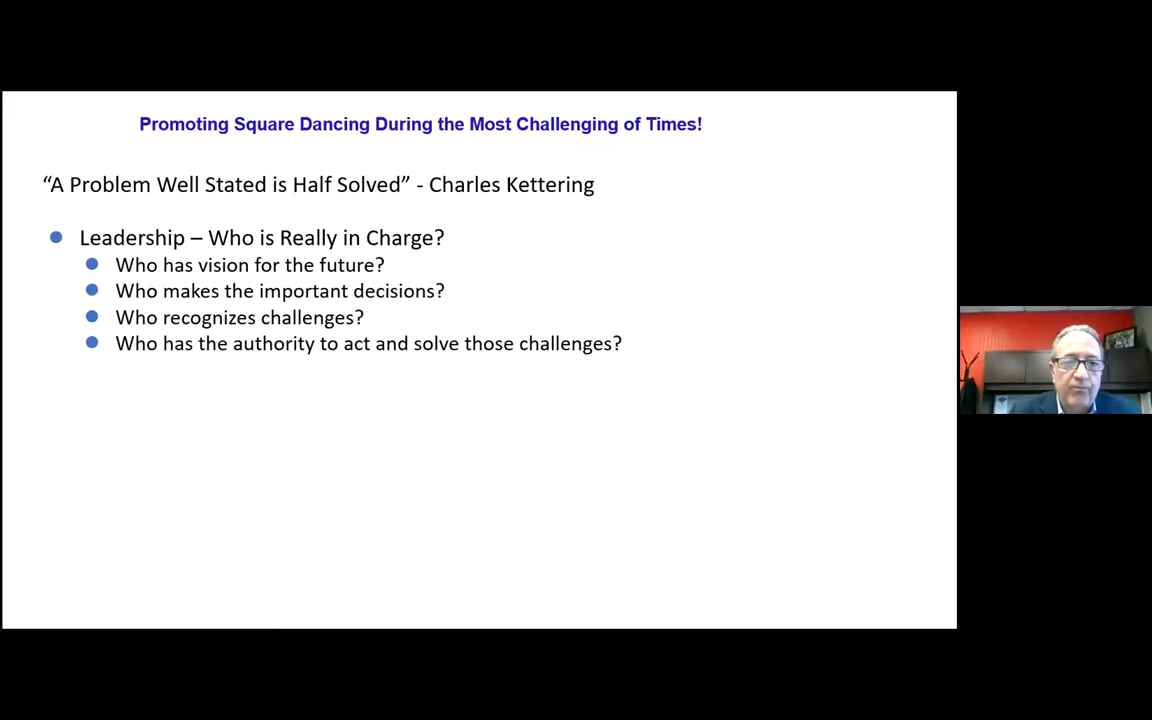 Promoting Square Dancing During the Most Challenging of Times!
“A Problem Well Stated is Half Solved” - Charles Kettering
Leadership – Who is Really in Charge?
Who has vision for the future?
Who makes the important decisions?
Who recognizes challenges?
Who has the authority to act and solve those challenges?